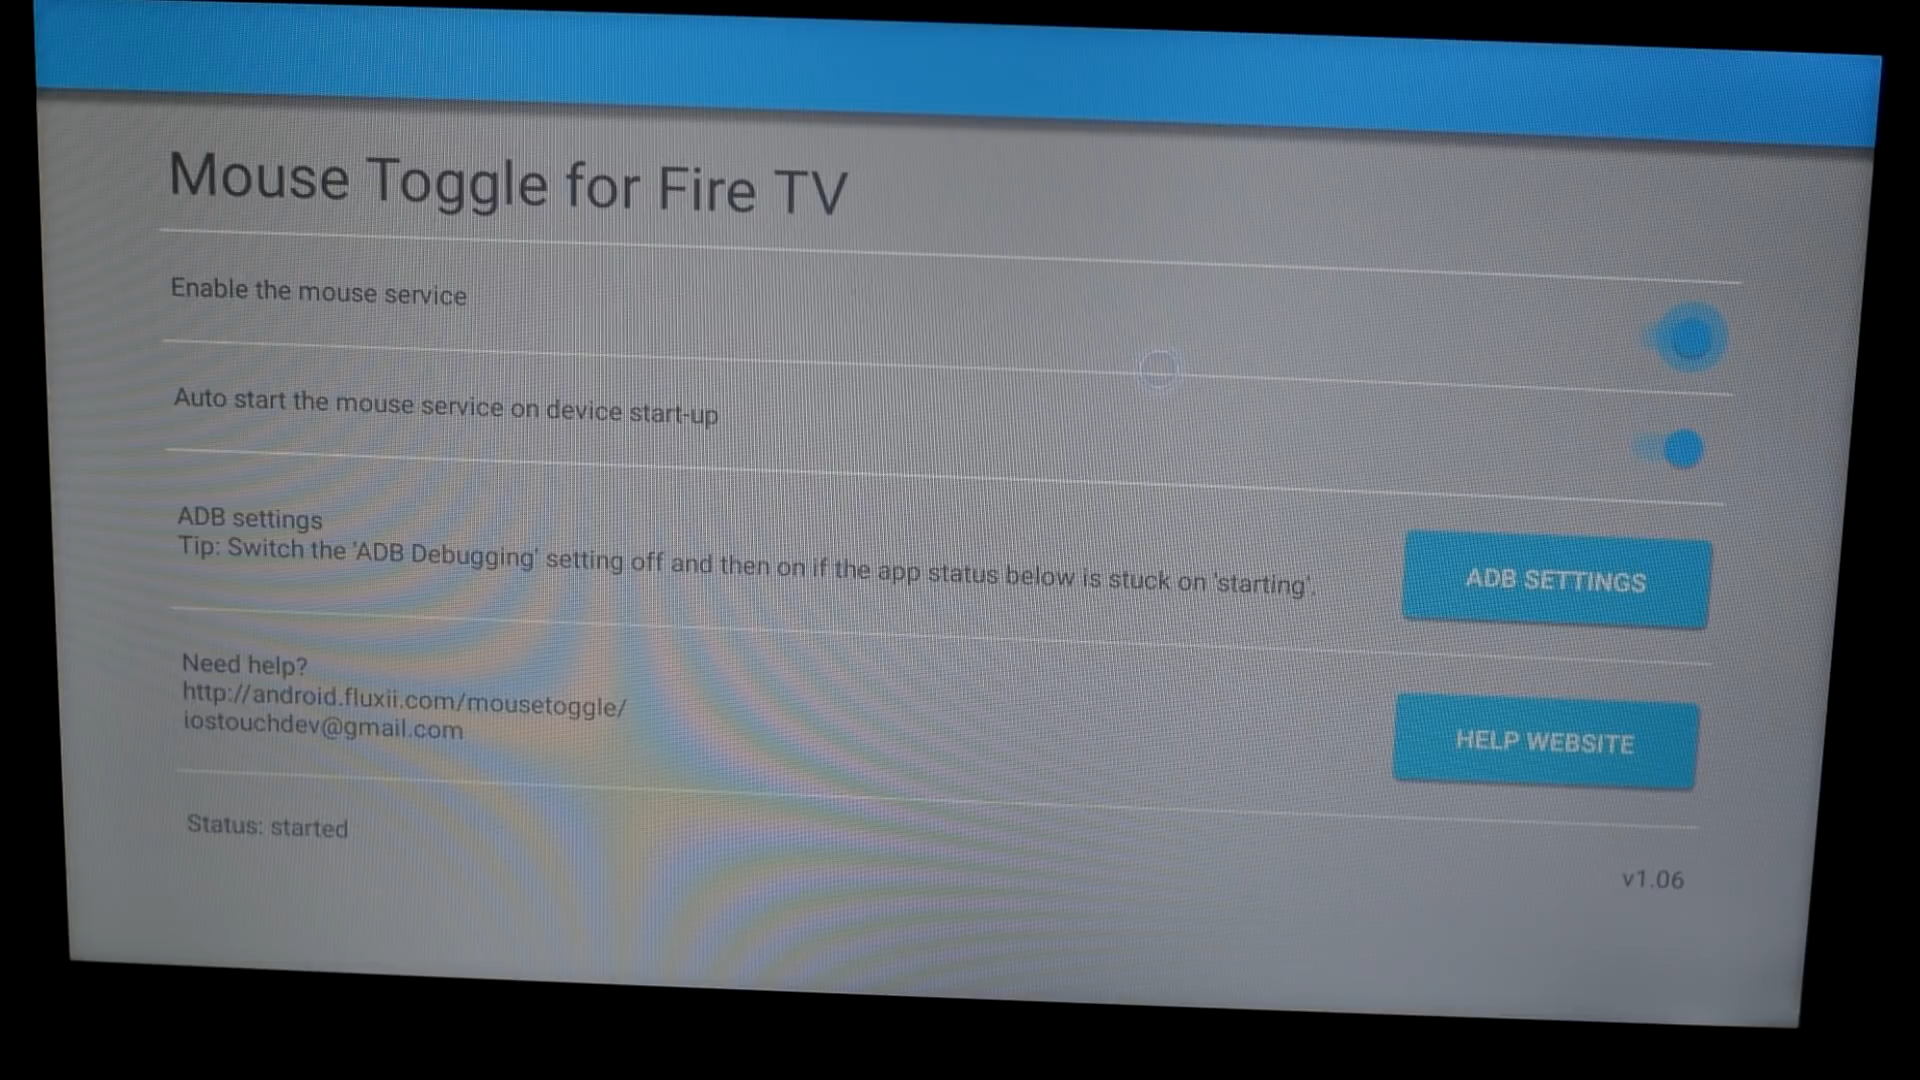 Mouse Toggle for Fire TV
Enable the mouse service
Auto start the mouse service on device start-up
ADB settings
Tip: Switch the 'ADB Debugging' setting off and then on if the app status below is stuck on 'starting'.
ADB SETTINGS
Need help?
http://android.fluxii.com/mousetoggle/
iostouchdev@gmail.com
HELP WEBSITE
Status: started
v1.06